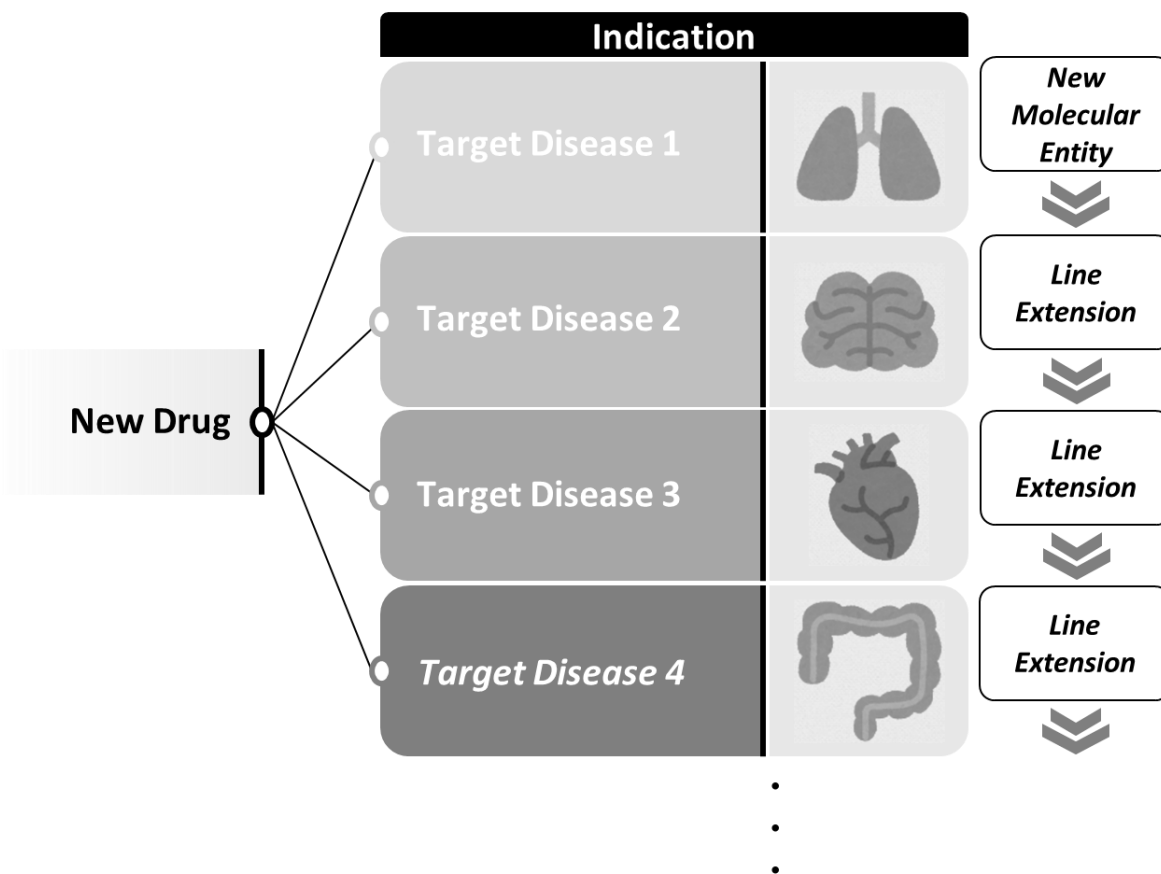 Indication
Target Disease 1
New
Molecular
Entity
Target Disease 2
Line
Extension
New Drug
Target Disease 3
Line
Extension
Target Disease 4
Line
Extension